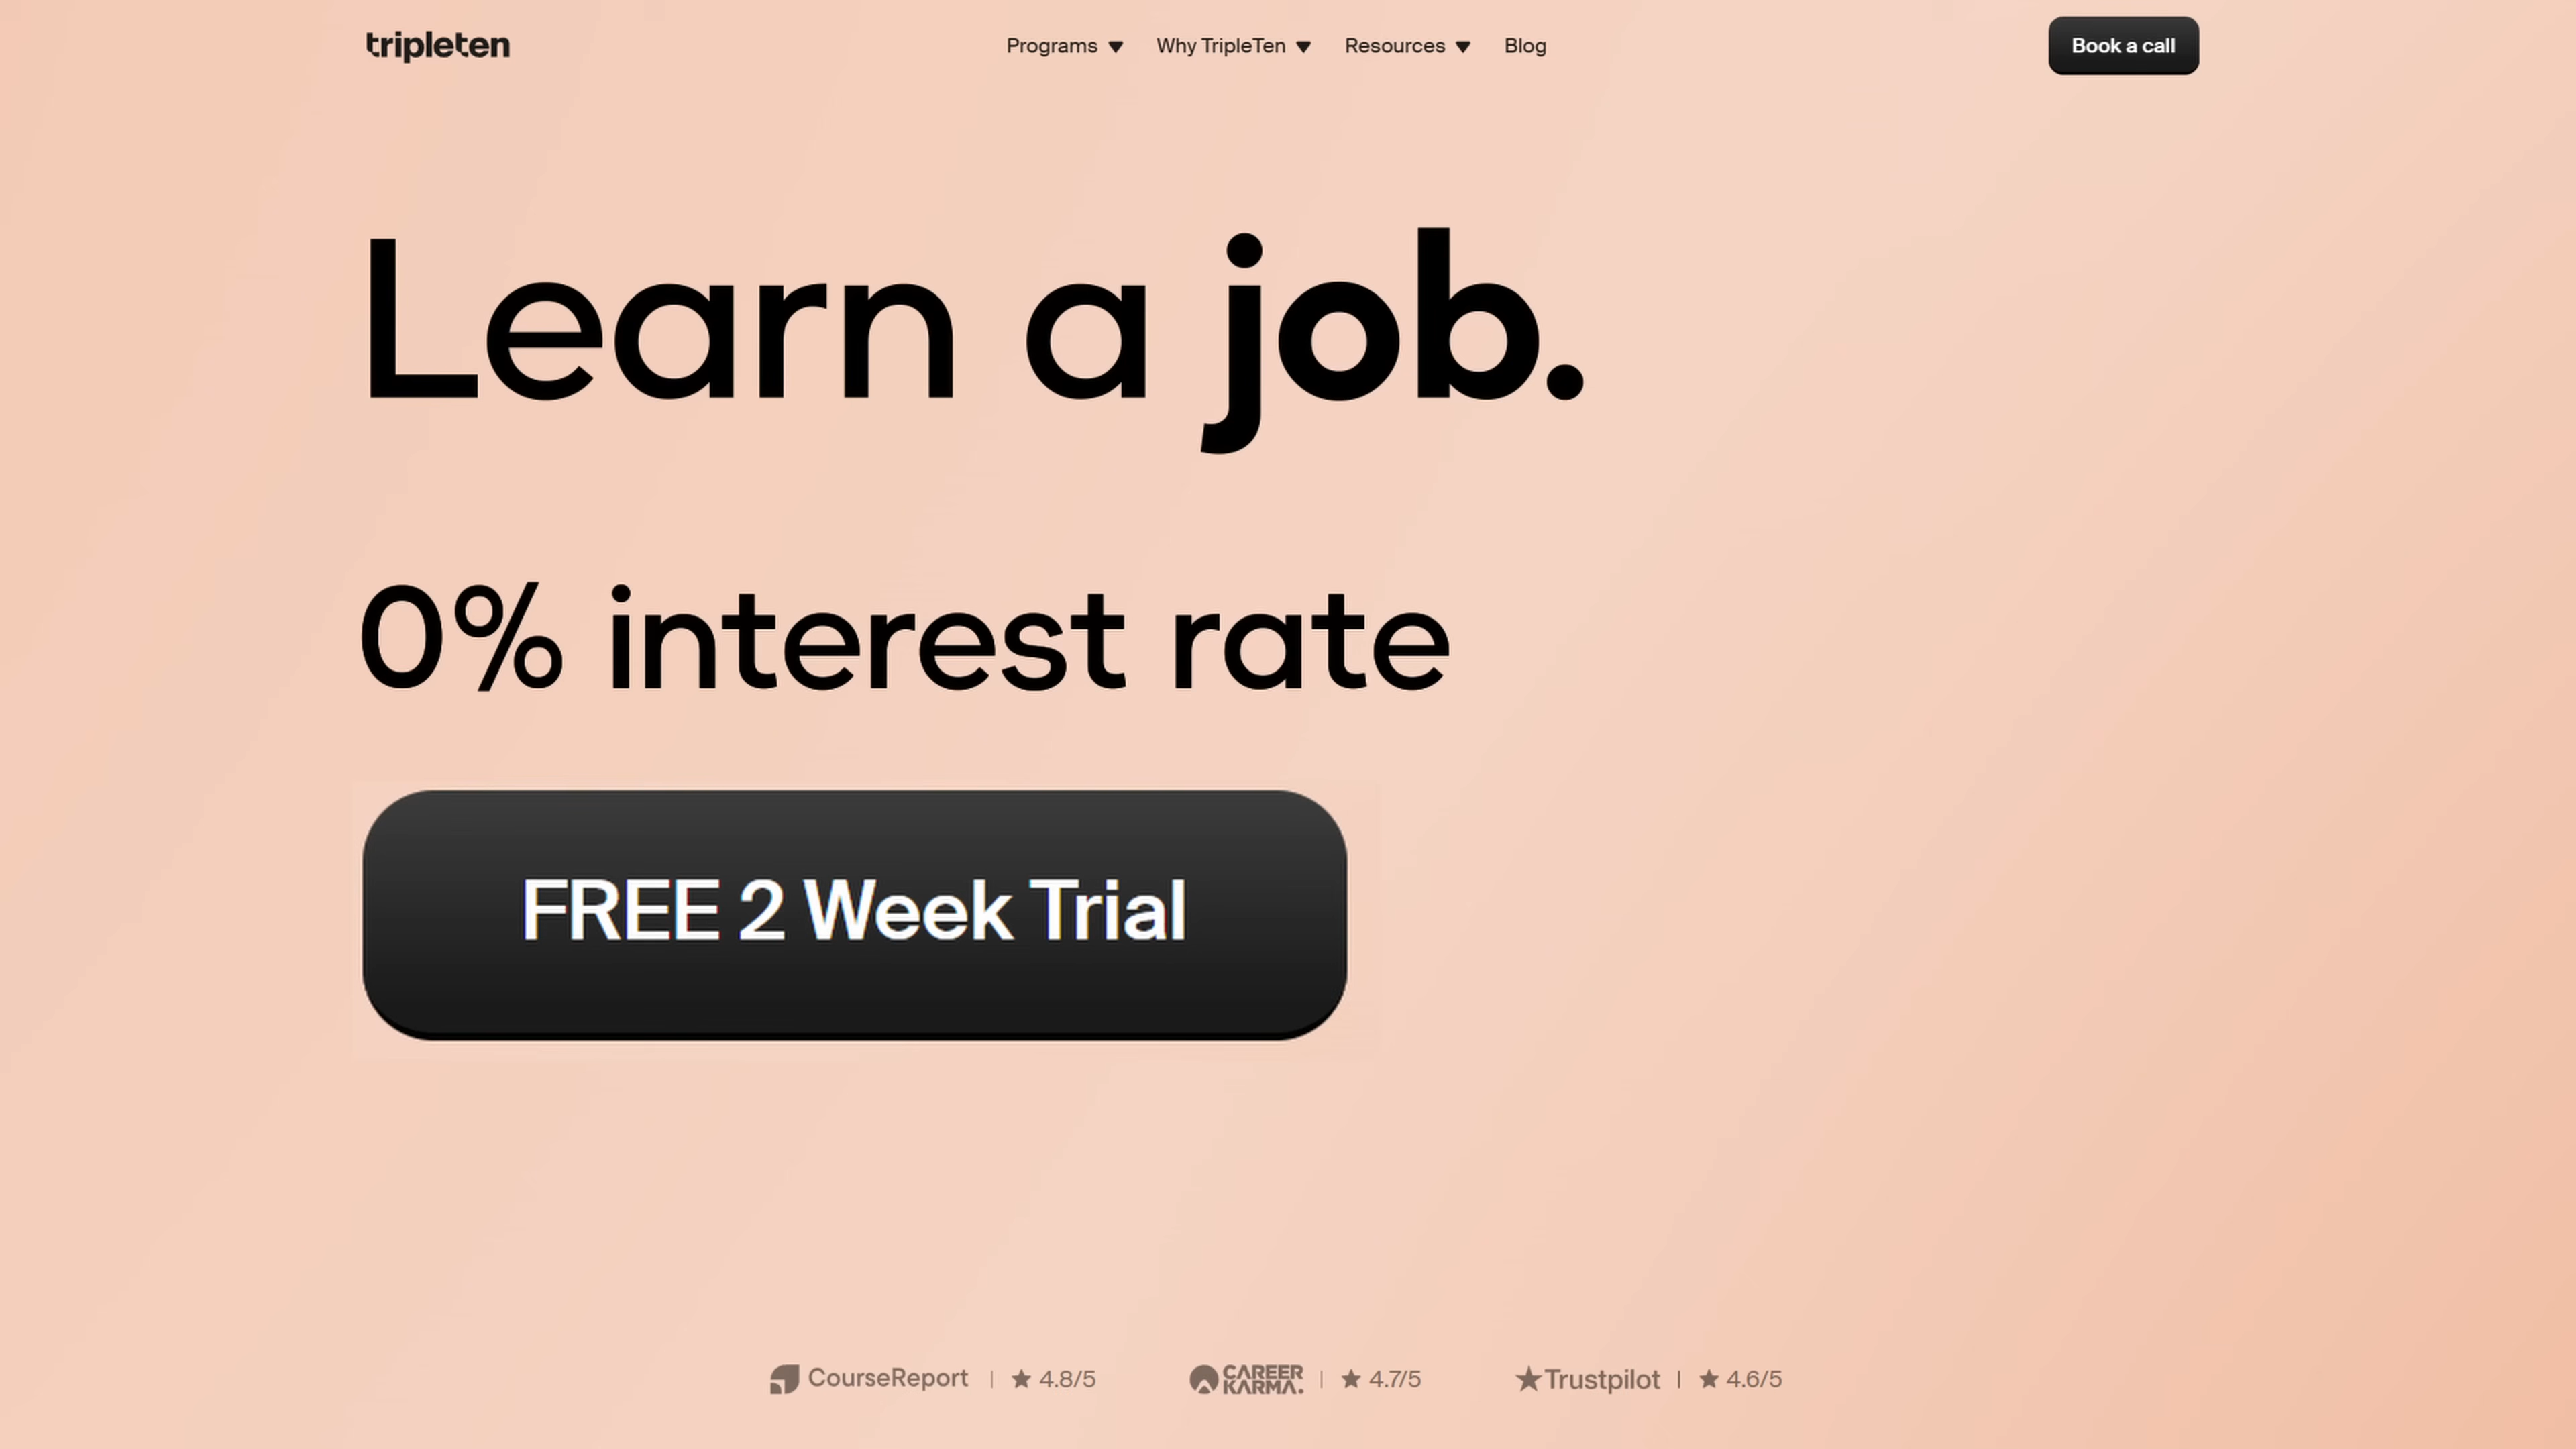 tripleten
Programs Why TripleTen Resources Blog
Book a call
Learn a job.
0% interest rate
FREE 2 Week Trial
CourseReport | 4.8/5
CAREER KARMA. | 4.7/5
Trustpilot | 4.6/5